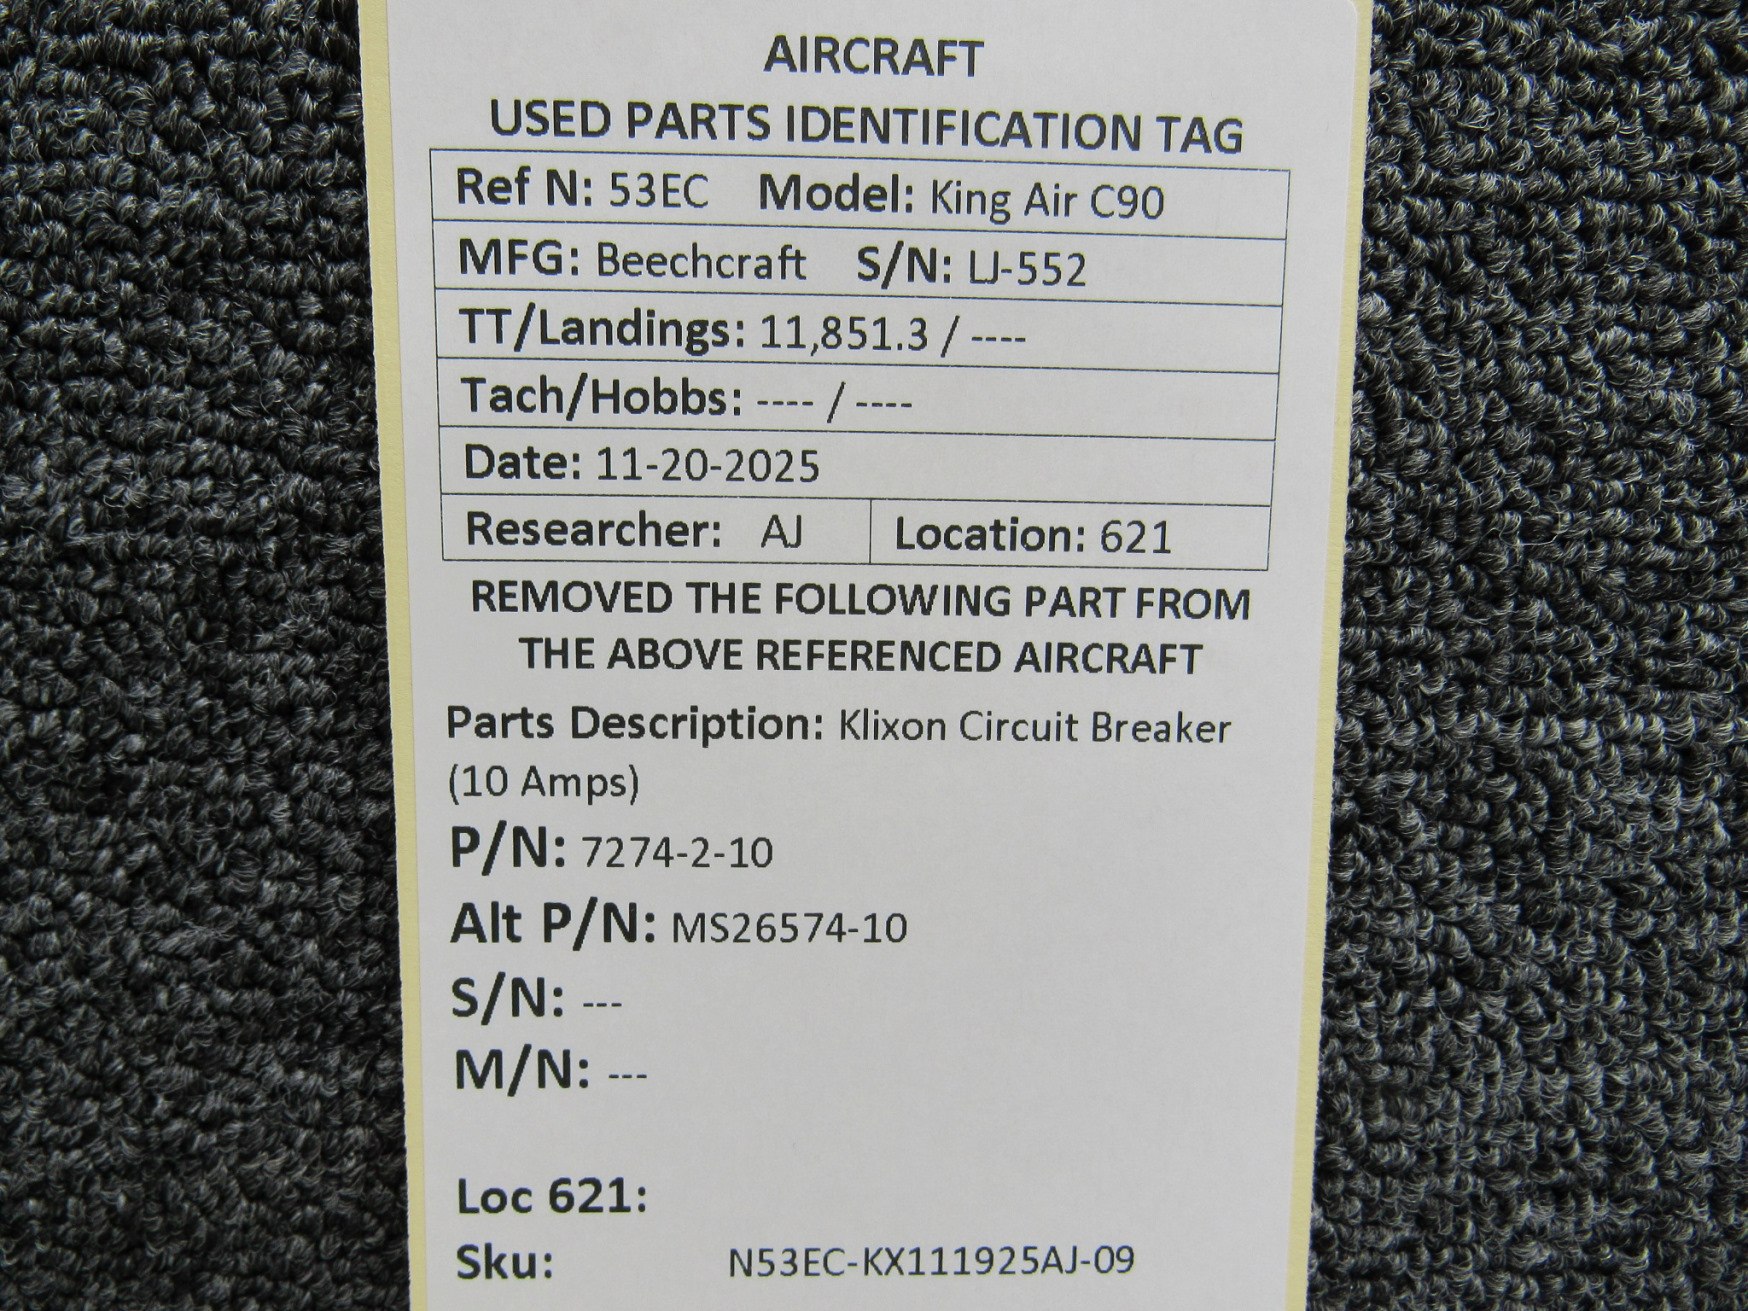 AIRCRAFT
USED PARTS IDENTIFICATION TAG
Ref N: 53EC Model: King Air C90
MFG: Beechcraft S/N: LJ-552
TT/Landings: 11,851.3 / ----
Tach/Hobbs: ---- / ----
Date: 11-20-2025
Researcher: AJ Location: 621
REMOVED THE FOLLOWING PART FROM
THE ABOVE REFERENCED AIRCRAFT
Parts Description: Klixon Circuit Breaker
(10 Amps)
P/N: 7274-2-10
Alt P/N: MS26574-10
S/N: ---
M/N: ---
Loc 621:
Sku: N53EC-KX111925AJ-09